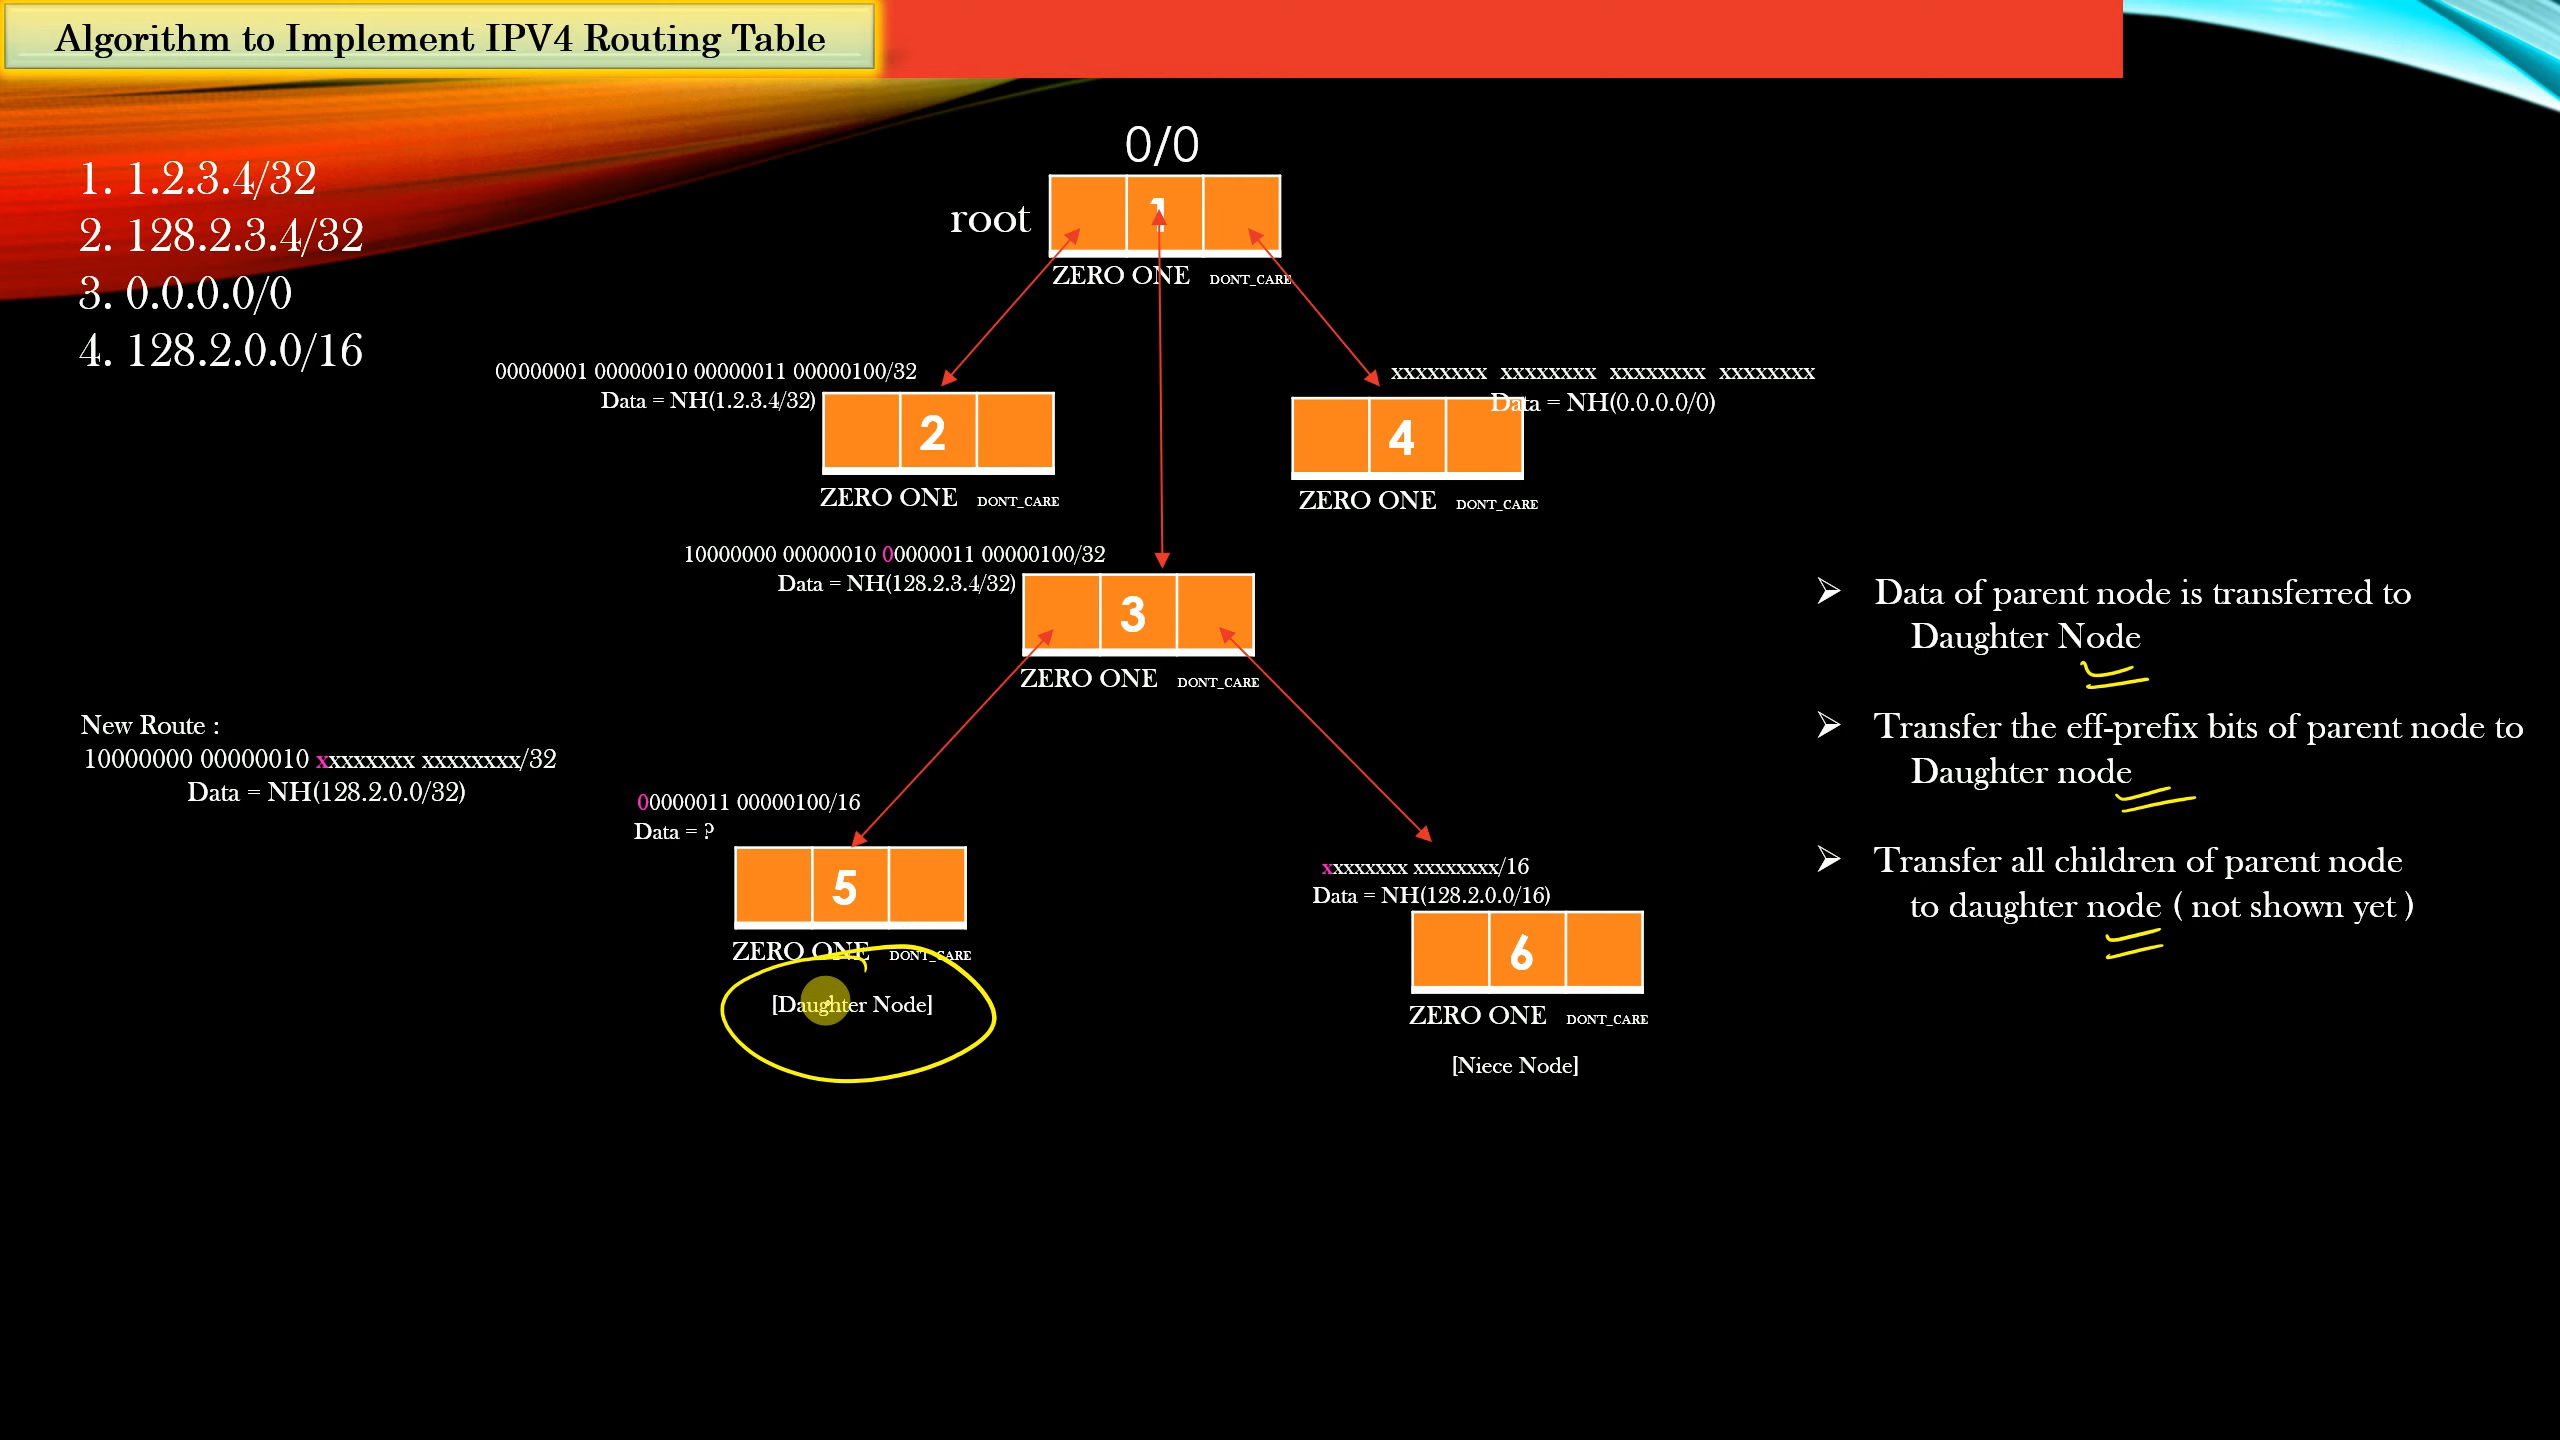 Algorithm to Implement IPV4 Routing Table
0/0
1. 1.2.3.4/32
2. 128.2.3.4/32
3. 0.0.0.0/0
4. 128.2.0.0/16
root
1
ZERO ONE DONT_CARE
00000001 00000010 00000011 00000100/32
Data = NH(1.2.3.4/32)
2
ZERO ONE DONT_CARE
xxxxxxxx xxxxxxxx xxxxxxxx xxxxxxxx
Data = NH(0.0.0.0/0)
4
ZERO ONE DONT_CARE
10000000 00000010 00000011 00000100/32
Data = NH(128.2.3.4/32)
3
ZERO ONE DONT_CARE
New Route :
10000000 00000010 xxxxxxxx xxxxxxxx/32
Data = NH(128.2.0.0/32)
00000011 00000100/16
Data = ?
5
ZERO ONE DONT_CARE
[Daughter Node]
xxxxxxxx xxxxxxxx/16
Data = NH(128.2.0.0/16)
6
ZERO ONE DONT_CARE
[Niece Node]
➢ Data of parent node is transferred to
Daughter Node
➢ Transfer the eff-prefix bits of parent node to
Daughter node
➢ Transfer all children of parent node
to daughter node ( not shown yet )